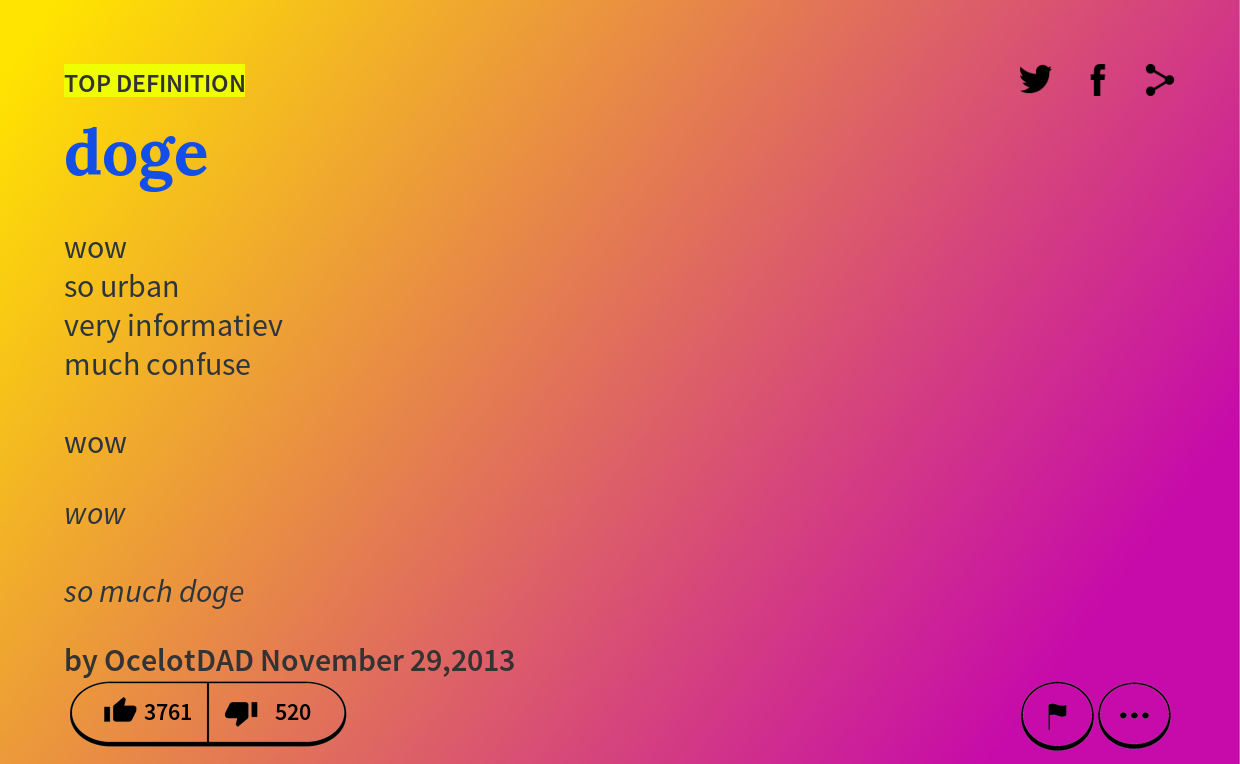 TOP DEFINITION
doge
wow
so urban
very informatiev
much confuse
wow
wow
so much doge
by OcelotDAD November 29,2013
3761 520